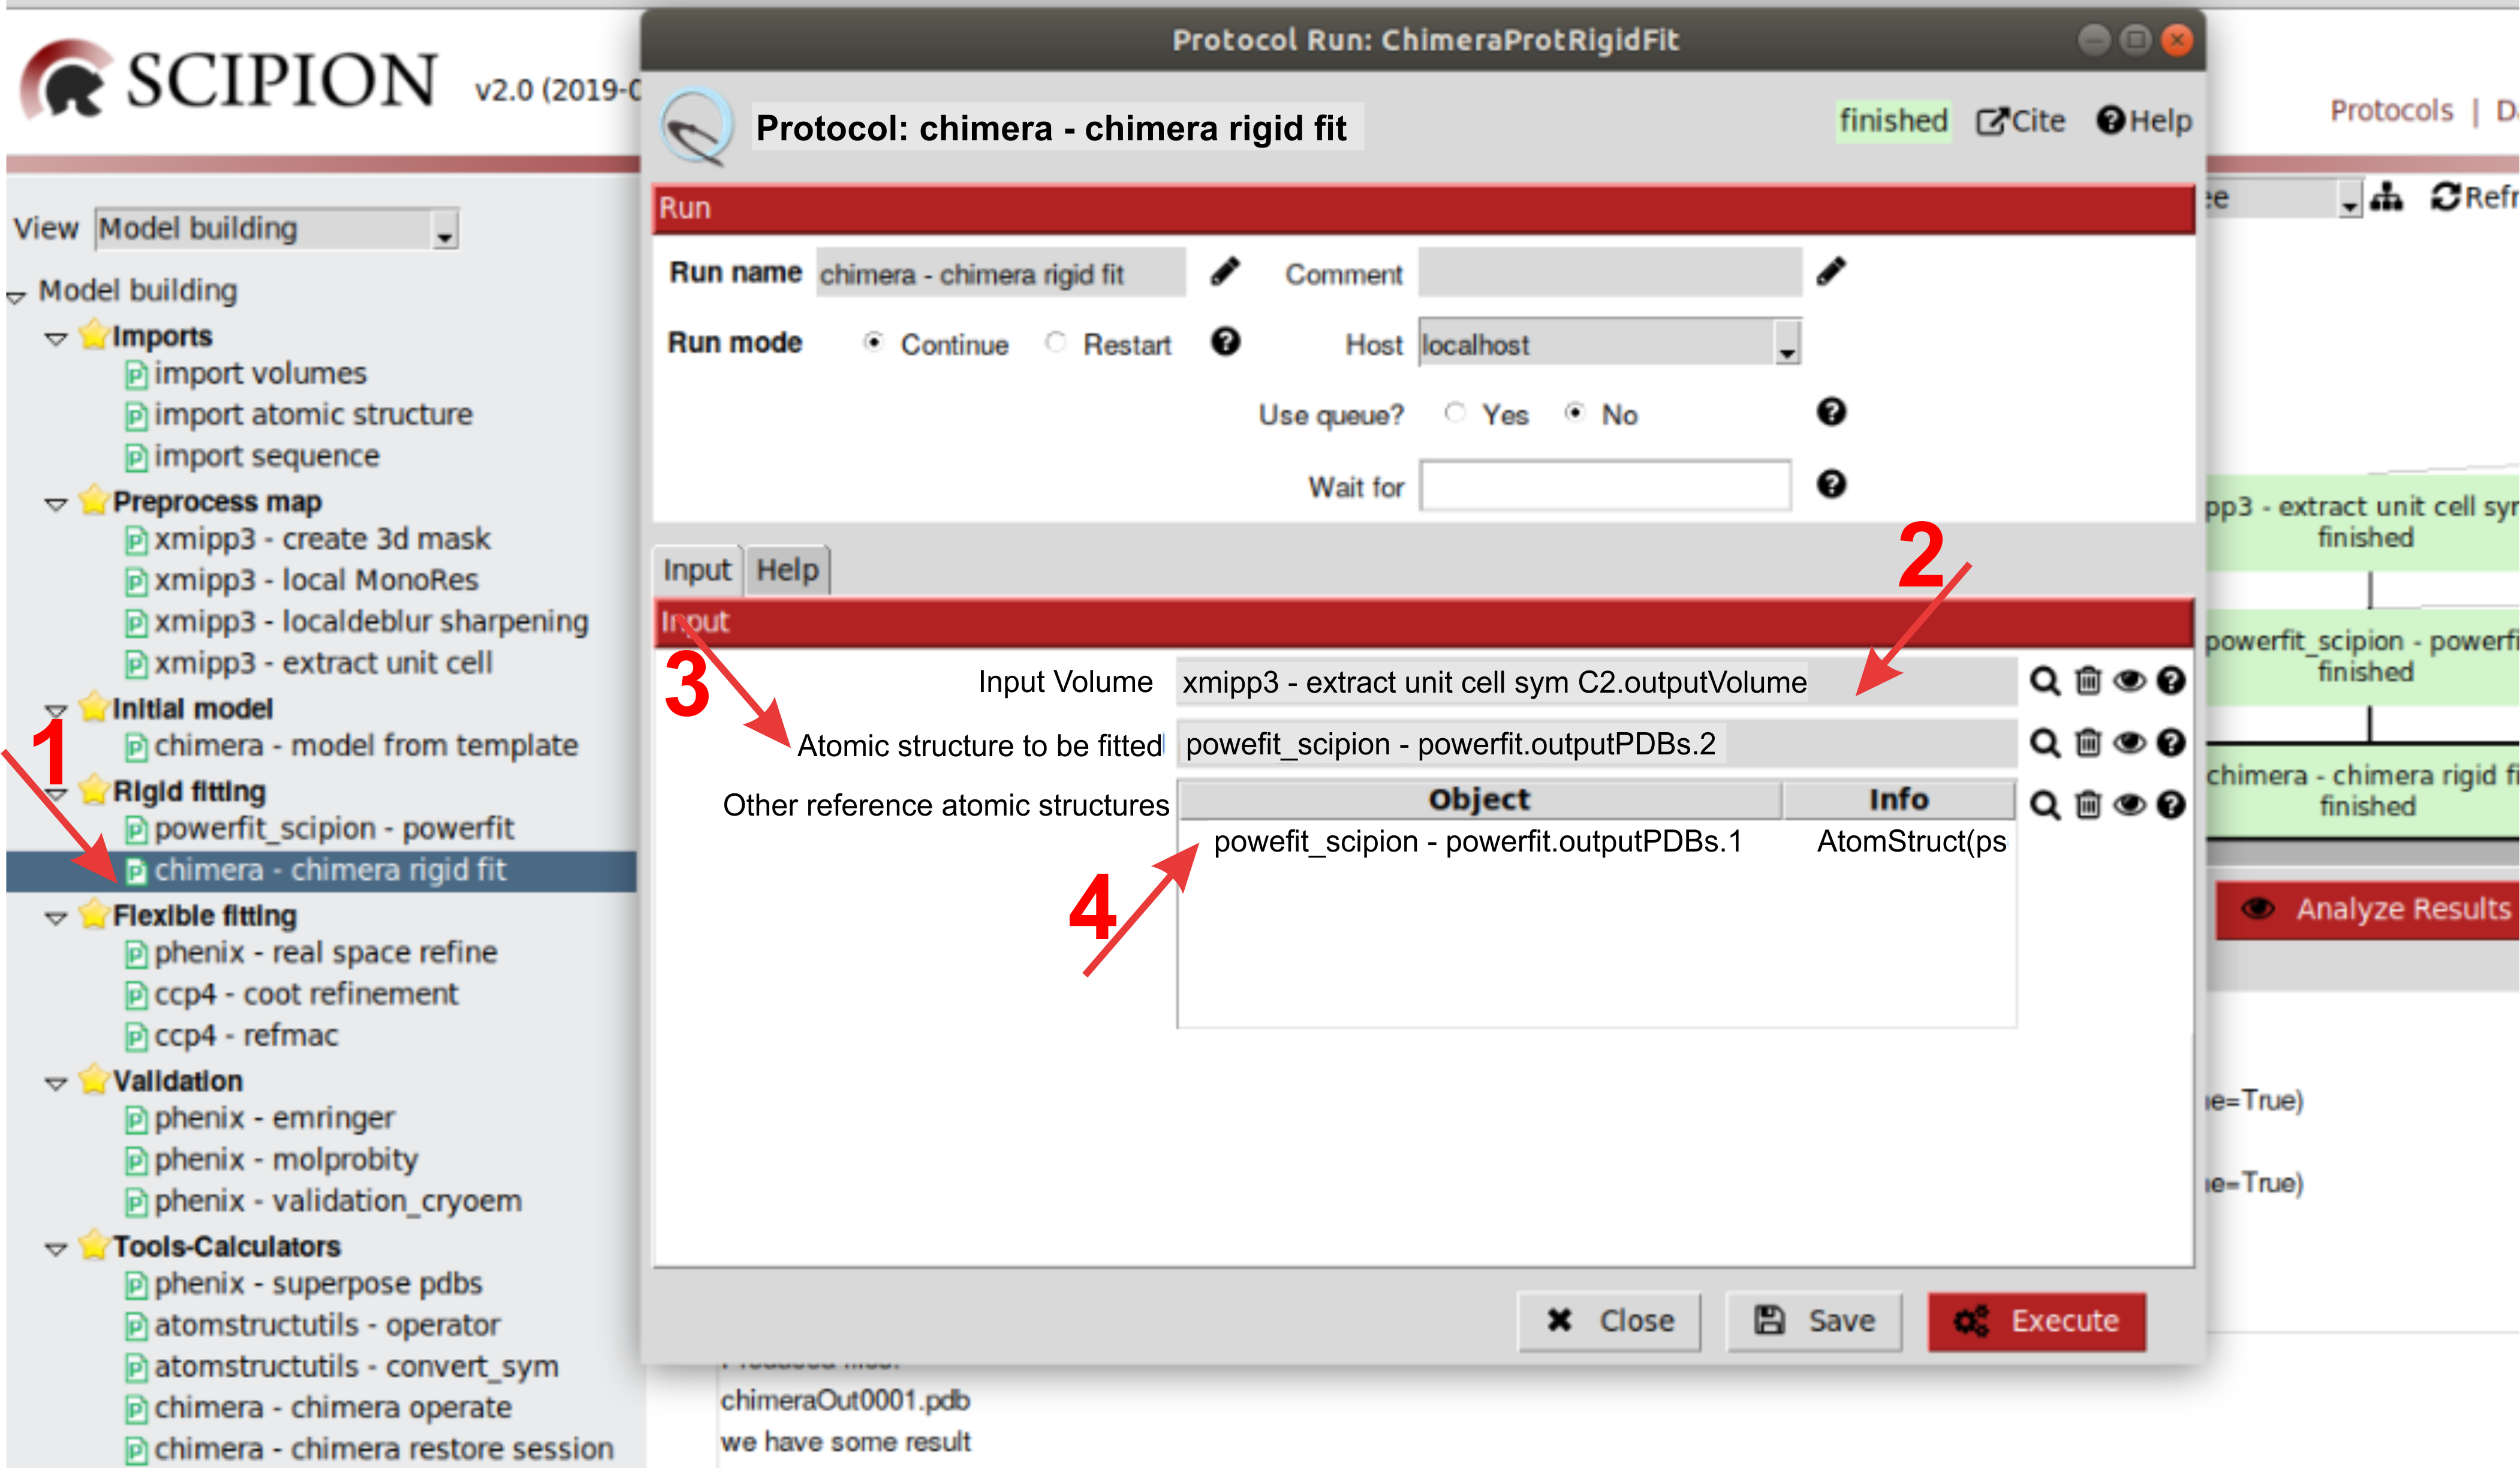 SCIPION v2.0 (2019-0
Protocols | D
View Model building
Model building
Imports
import volumes
import atomic structure
import sequence
Preprocess map
xmipp3 - create 3d mask
xmipp3 - local MonoRes
xmipp3 - localdeblur sharpening
xmipp3 - extract unit cell
Initial model
chimera - model from template
1
Rigid fitting
powerfit_scipion - powerfit
chimera - chimera rigid fit
Flexible fitting
phenix - real space refine
ccp4 - coot refinement
ccp4 - refmac
Validation
phenix - emringer
phenix - molprobity
phenix - validation_cryoem
Tools-Calculators
phenix - superpose pdbs
atomstructutils - operator
atomstructutils - convert_sym
chimera - chimera operate
chimera - chimera restore session
Protocol Run: ChimeraProtRigidFit
Protocol: chimera - chimera rigid fit
finished Cite Help
Run
Run name chimera - chimera rigid fit Comment
Run mode Continue Restart Host localhost
Use queue? Yes No
Wait for
Input Help
2
Input
3
Input Volume xmipp3 - extract unit cell sym C2.outputVolume
Atomic structure to be fitted powefit_scipion - powerfit.outputPDBs.2
Other reference atomic structures Object Info
powefit_scipion - powerfit.outputPDBs.1 AtomStruct(ps
4
Close Save Execute
ee Refr
pp3 - extract unit cell syr
finished
powerfit_scipion - powerfi
finished
chimera - chimera rigid fi
finished
Analyze Results
e=True)
e=True)
chimeraOut0001.pdb
we have some result